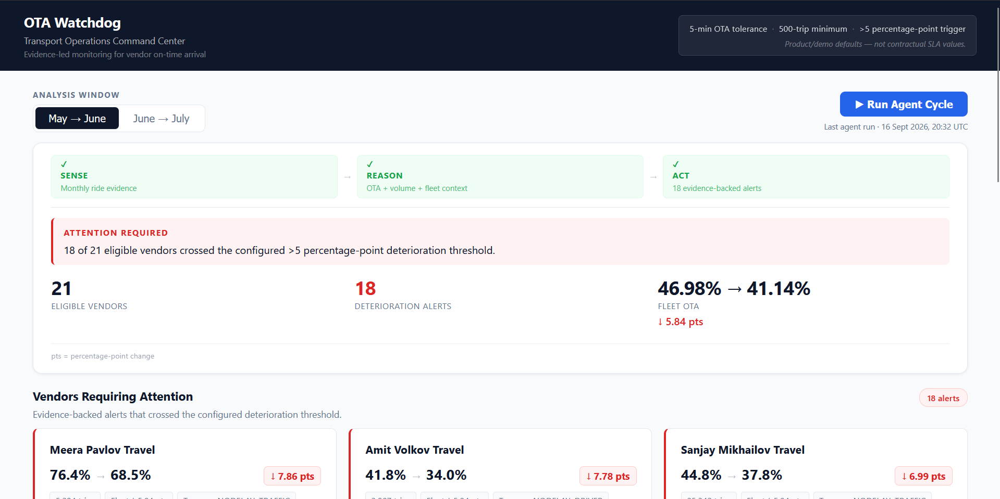 OTA Watchdog
Transport Operations Command Center
Evidence-led monitoring for vendor on-time arrival
5-min OTA tolerance · 500-trip minimum · >5 percentage-point trigger
Product/demo defaults — not contractual SLA values.
ANALYSIS WINDOW
May → June
June → July
▶ Run Agent Cycle
Last agent run · 16 Sept 2026, 20:32 UTC
✓
SENSE
Monthly ride evidence
→
✓
REASON
OTA + volume + fleet context
→
✓
ACT
18 evidence-backed alerts
ATTENTION REQUIRED
18 of 21 eligible vendors crossed the configured >5 percentage-point deterioration threshold.
21
ELIGIBLE VENDORS
18
DETERIORATION ALERTS
46.98% → 41.14%
FLEET OTA
↓ 5.84 pts
pts = percentage-point change
Vendors Requiring Attention
18 alerts
Evidence-backed alerts that crossed the configured deterioration threshold.
Meera Pavlov Travel
76.4% → 68.5%
↓ 7.86 pts
Amit Volkov Travel
41.8% → 34.0%
↓ 7.78 pts
Sanjay Mikhailov Travel
44.8% → 37.8%
↓ 6.99 pts